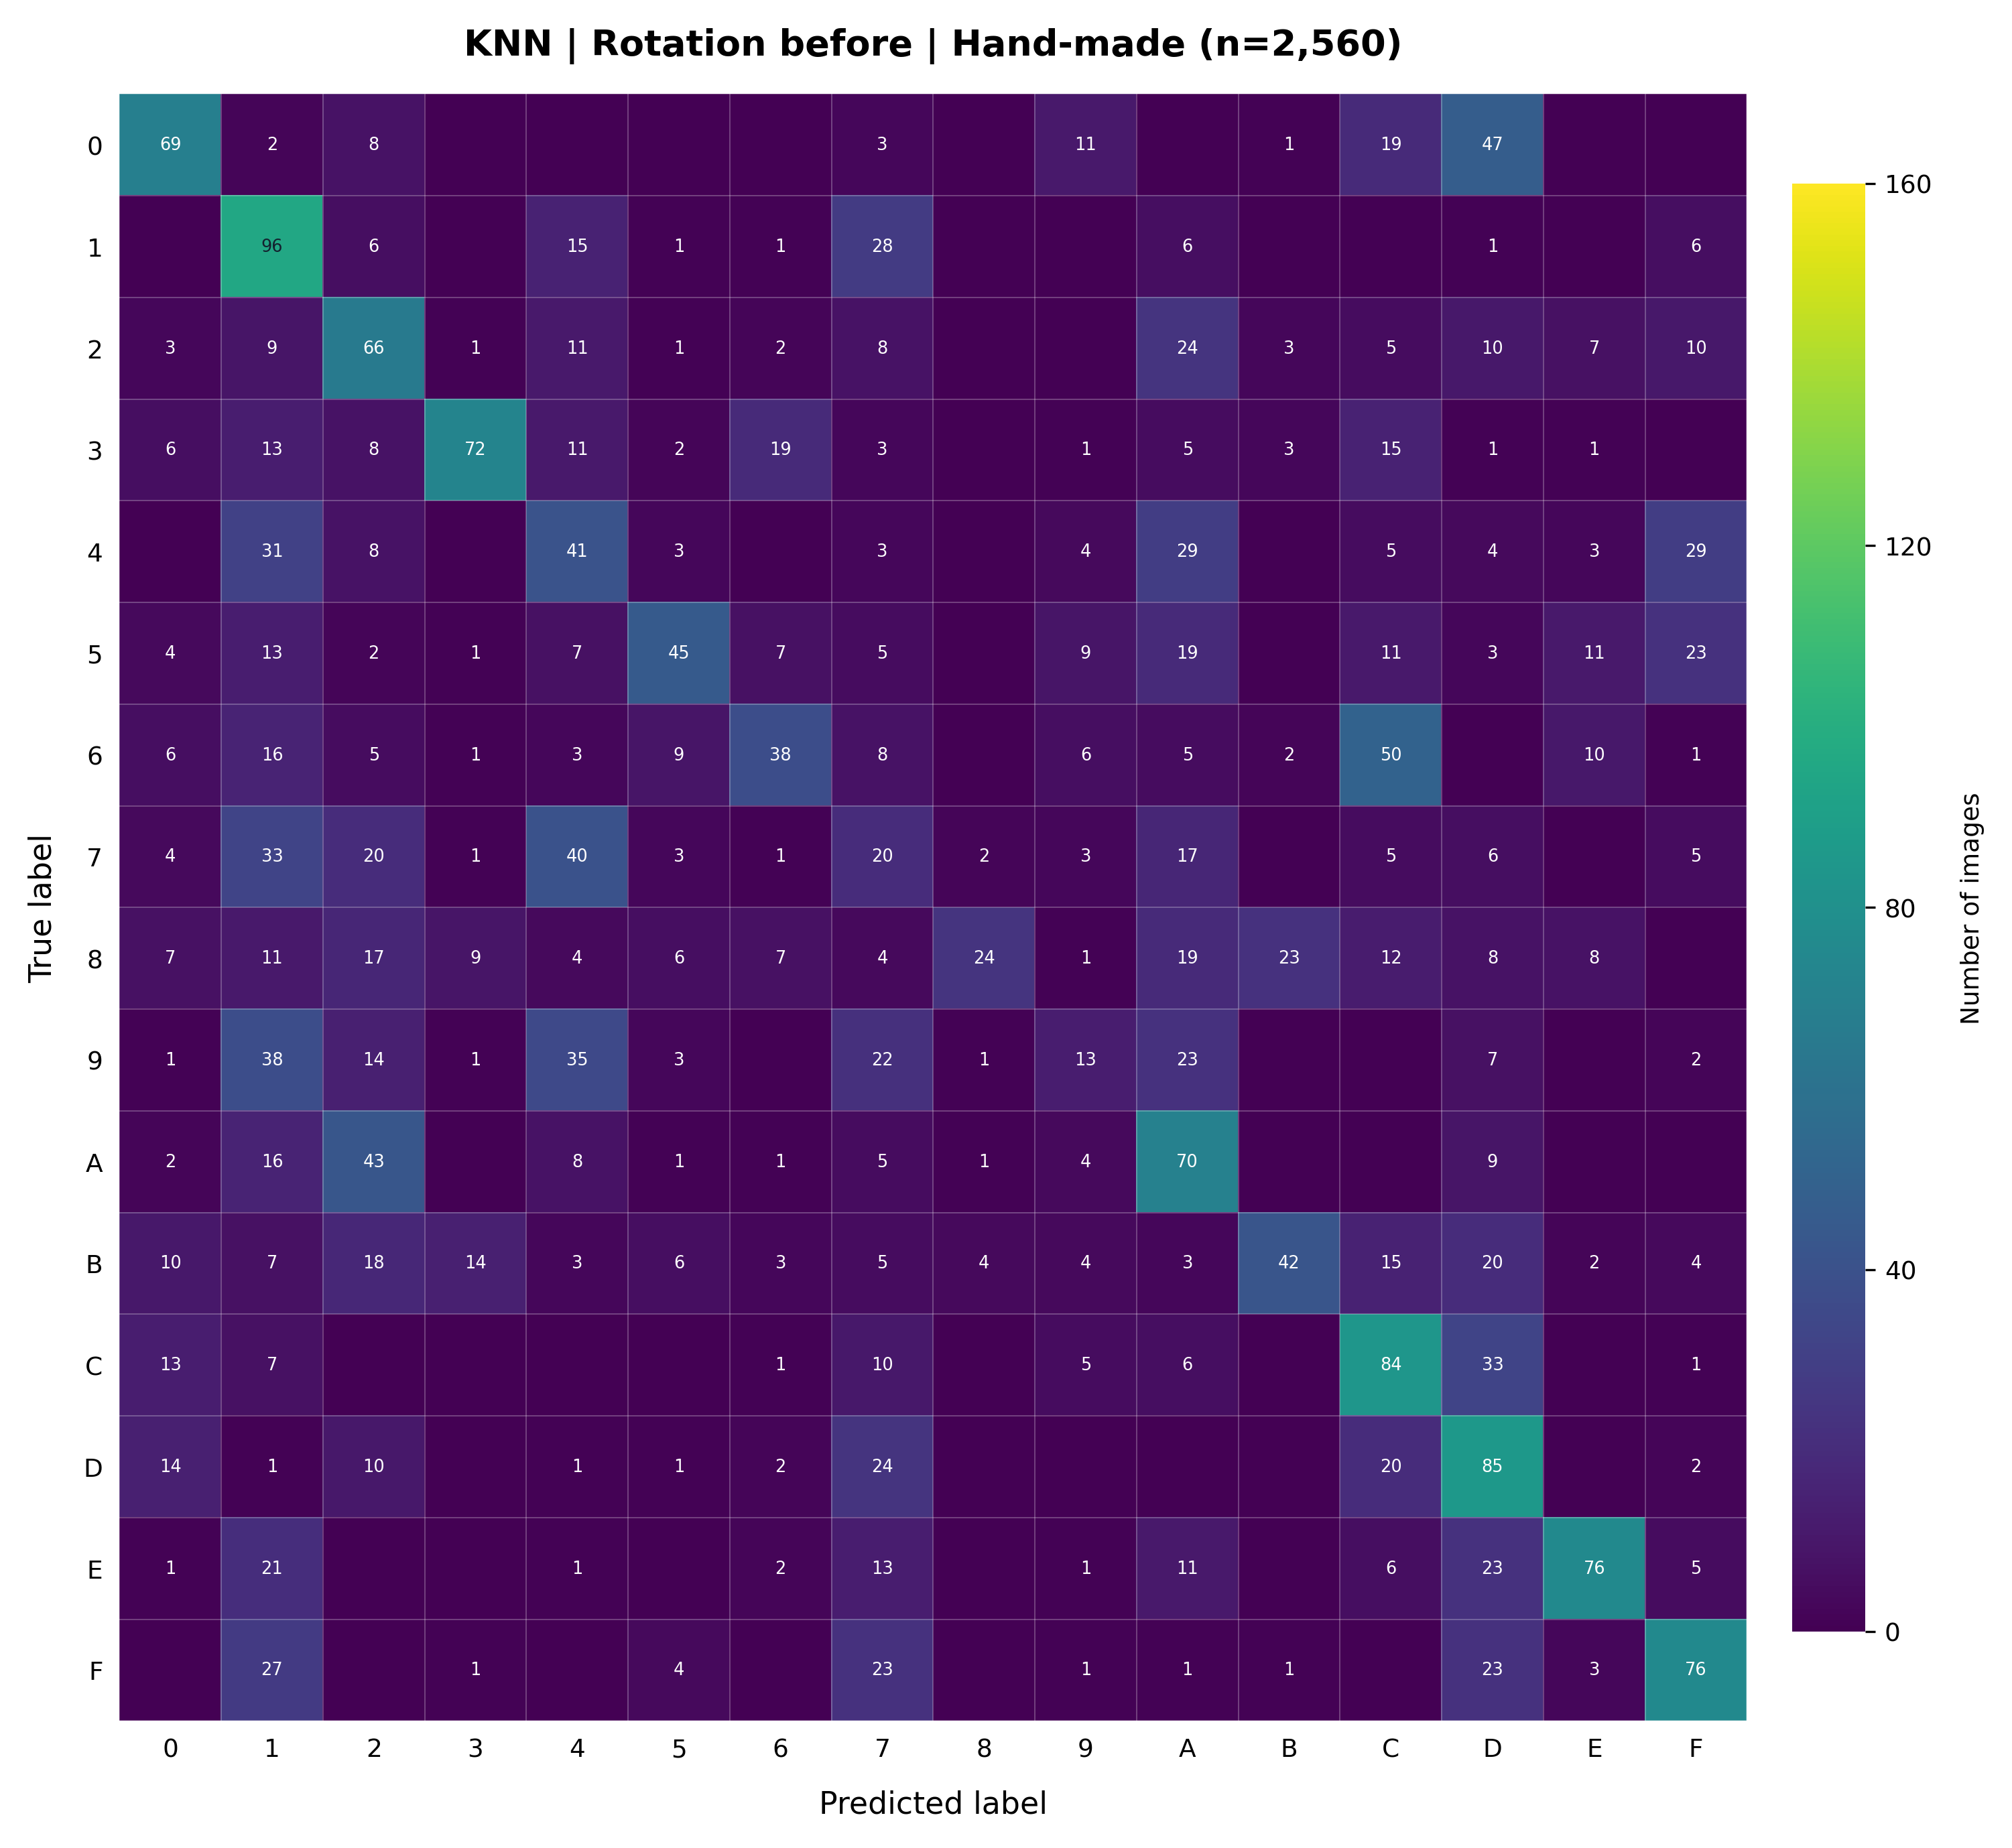 KNN | Rotation before | Hand-made (n=2,560)
0 69 2 8 3 11 1 19 47
1 96 6 15 1 1 28 6 1 6
2 3 9 66 1 11 1 2 8 24 3 5 10 7 10
3 6 13 8 72 11 2 19 3 1 5 3 15 1 1
4 31 8 41 3 3 4 29 5 4 3 29
5 4 13 2 1 7 45 7 5 9 19 11 3 11 23
6 6 16 5 1 3 9 38 8 6 5 2 50 10 1
7 4 33 20 1 40 3 1 20 2 3 17 5 6 5
8 7 11 17 9 4 6 7 4 24 1 19 23 12 8 8
9 1 38 14 1 35 3 22 1 13 23 7 2
A 2 16 43 8 1 1 5 1 4 70 9
B 10 7 18 14 3 6 3 5 4 4 3 42 15 20 2 4
C 13 7 1 10 5 6 84 33 1
D 14 1 10 1 1 2 24 20 85 2
E 1 21 1 2 13 1 11 6 23 76 5
F 27 1 4 23 1 1 1 23 3 76
0 1 2 3 4 5 6 7 8 9 A B C D E F
Predicted label
True label
160
120
80
40
0
Number of images